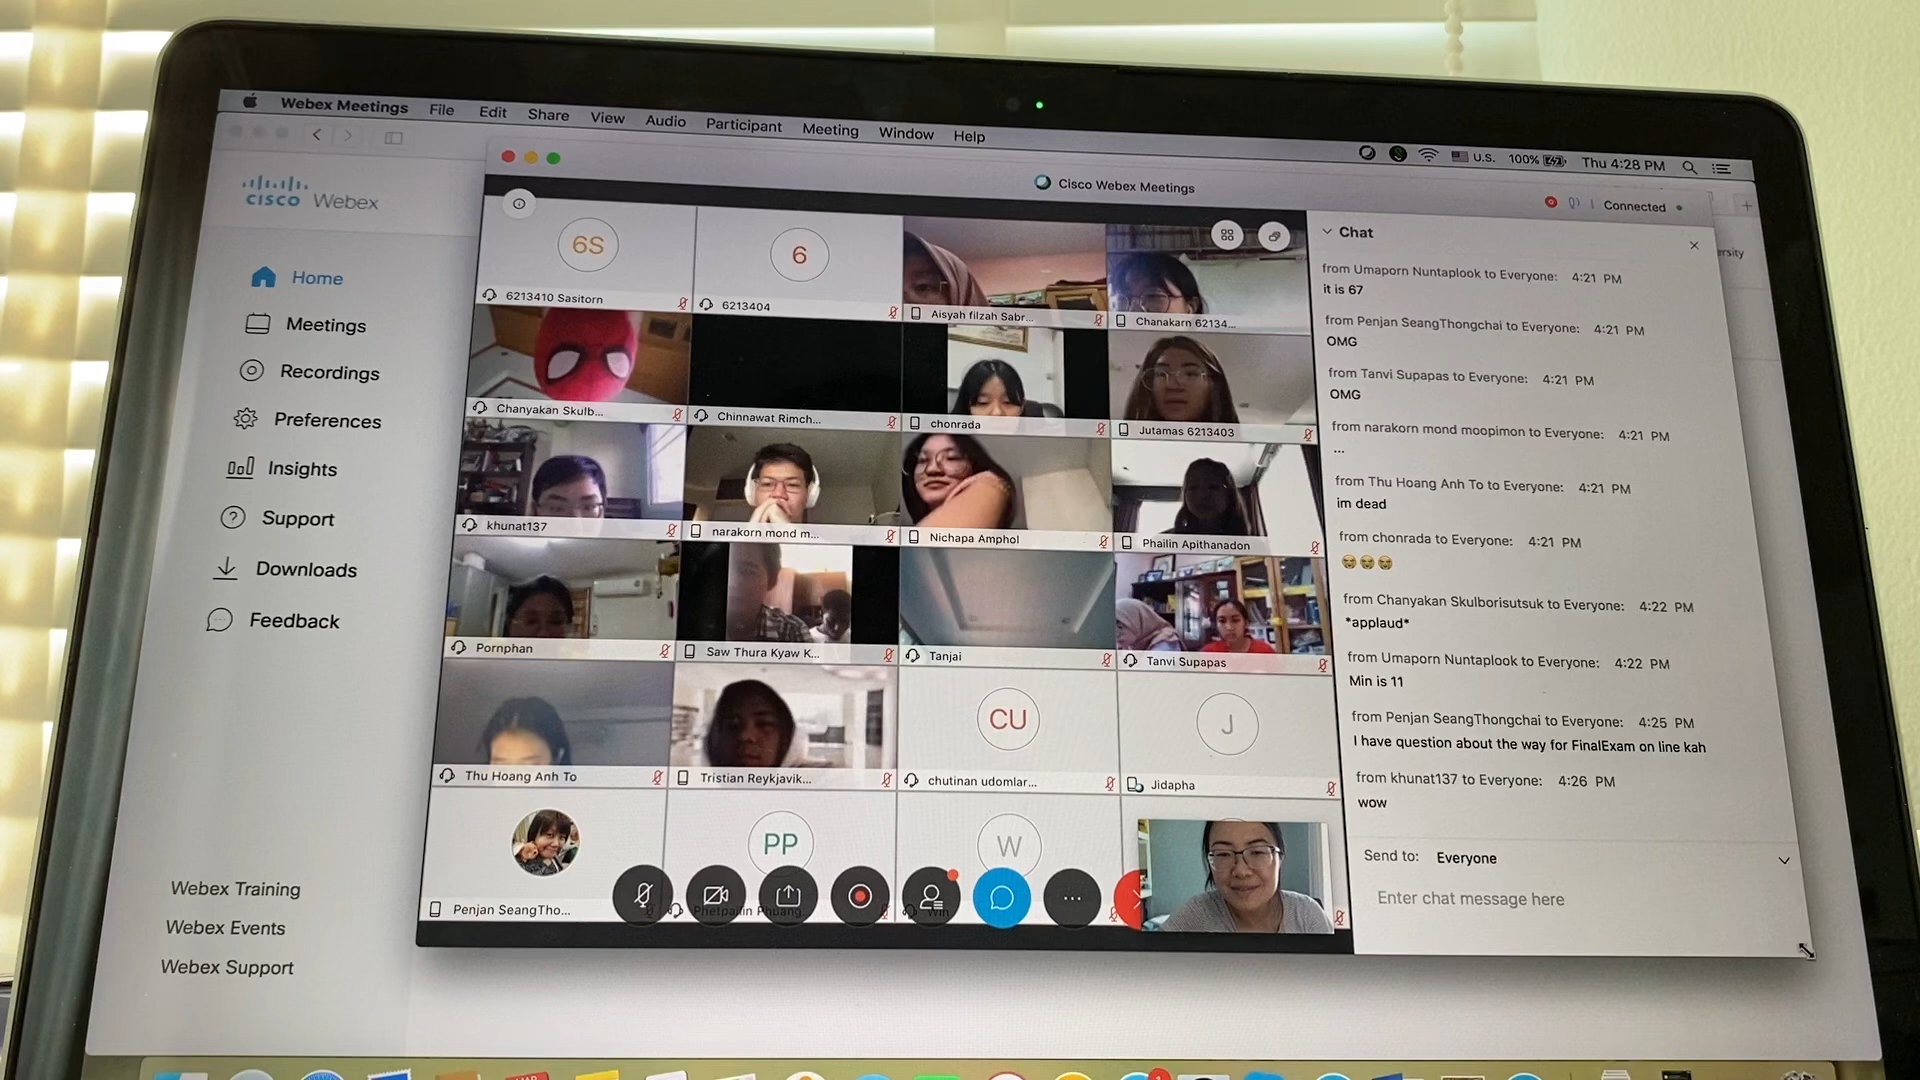 Webex Meetings File Edit Share View Audio Participant Meeting Window Help
U.S. 100% Thu 4:28 PM
Cisco Webex Meetings
Connected
CISCO Webex
Home
Meetings
Recordings
Preferences
Insights
Support
Downloads
Feedback
Webex Training
Webex Events
Webex Support
6S
6213410 Sasitorn
6
6213404
Aisyah filzah Sabr...
Chanakarn 62134...
Chanyakan Skulb...
Chinnawat Rimch...
chonrada
Jutamas 6213403
khunat137
narakorn mond m...
Nichapa Amphol
Phailin Apithanadon
Pornphan
Saw Thura Kyaw K...
Tanjai
Tanvi Supapas
Thu Hoang Anh To
Tristian Reykjavik...
CU
chutinan udomlar...
J
Jidapha
Penjan SeangTho...
PP
Phetpailin Phuang...
W
Win
Chat
from Umaporn Nuntaplook to Everyone: 4:21 PM
it is 67
from Penjan SeangThongchai to Everyone: 4:21 PM
OMG
from Tanvi Supapas to Everyone: 4:21 PM
OMG
from narakorn mond moopimon to Everyone: 4:21 PM
...
from Thu Hoang Anh To to Everyone: 4:21 PM
im dead
from chonrada to Everyone: 4:21 PM
from Chanyakan Skulborisutsuk to Everyone: 4:22 PM
*applaud*
from Umaporn Nuntaplook to Everyone: 4:22 PM
Min is 11
from Penjan SeangThongchai to Everyone: 4:25 PM
I have question about the way for FinalExam on line kah
from khunat137 to Everyone: 4:26 PM
wow
Send to: Everyone
Enter chat message here